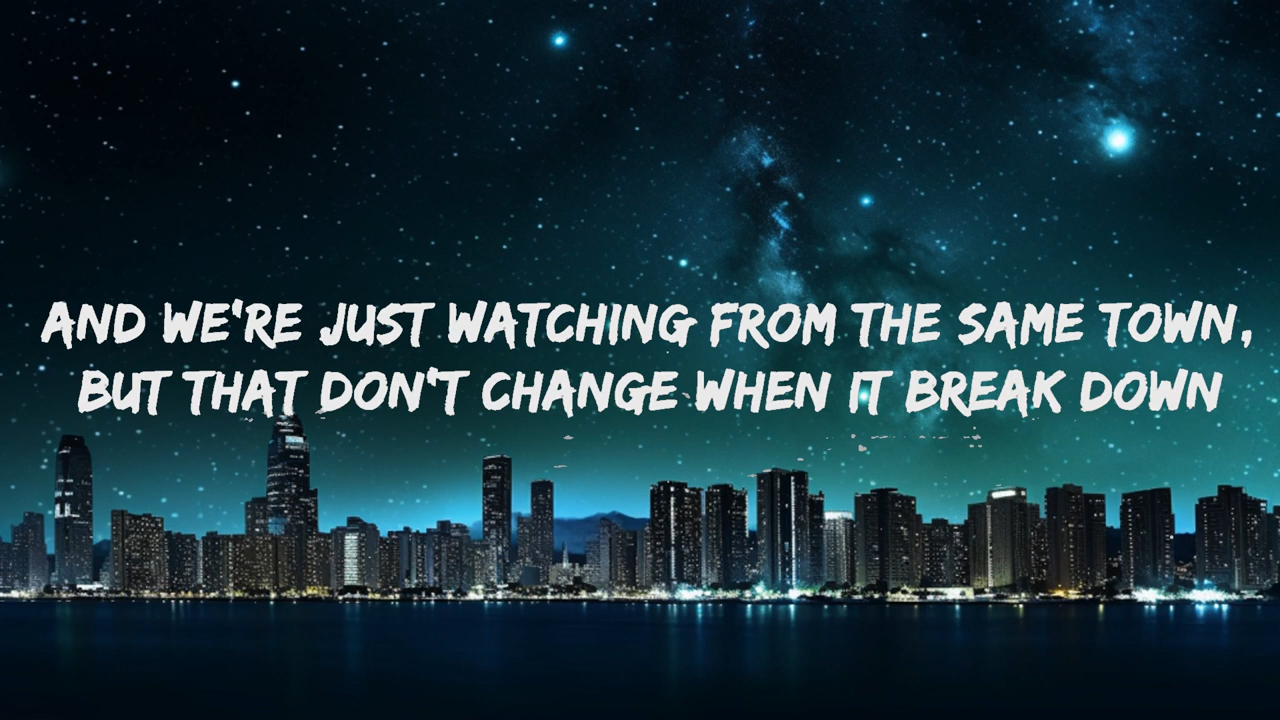 AND WE'RE JUST WATCHING FROM THE SAME TOWN,
BUT THAT DON'T CHANGE WHEN IT BREAK DOWN